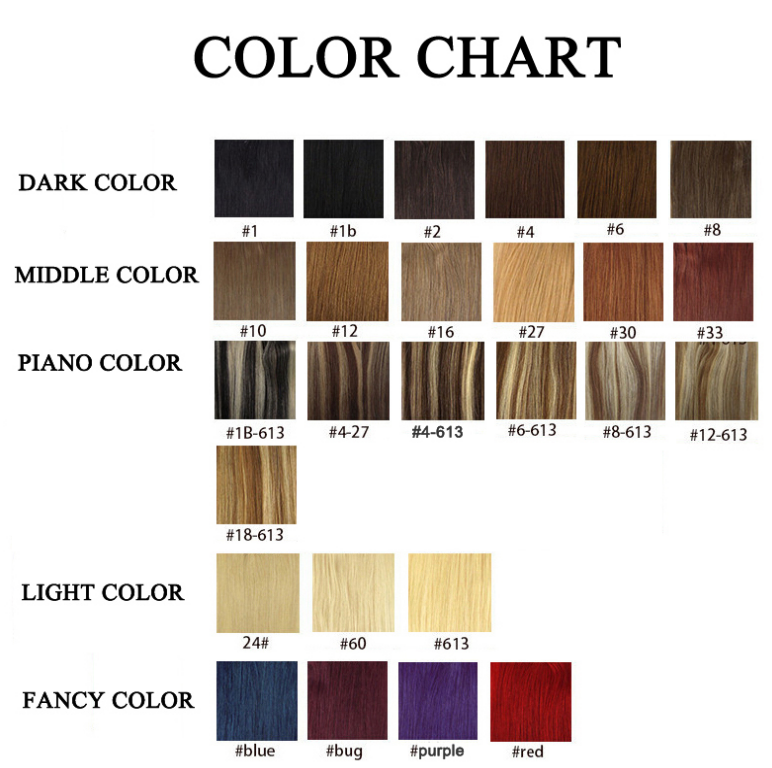 COLOR CHART
DARK COLOR
#1 #1b #2 #4 #6 #8
MIDDLE COLOR
#10 #12 #16 #27 #30 #33
PIANO COLOR
#1B-613 #4-27 #4-613 #6-613 #8-613 #12-613
#18-613
LIGHT COLOR
24# #60 #613
FANCY COLOR
#blue #bug #purple #red